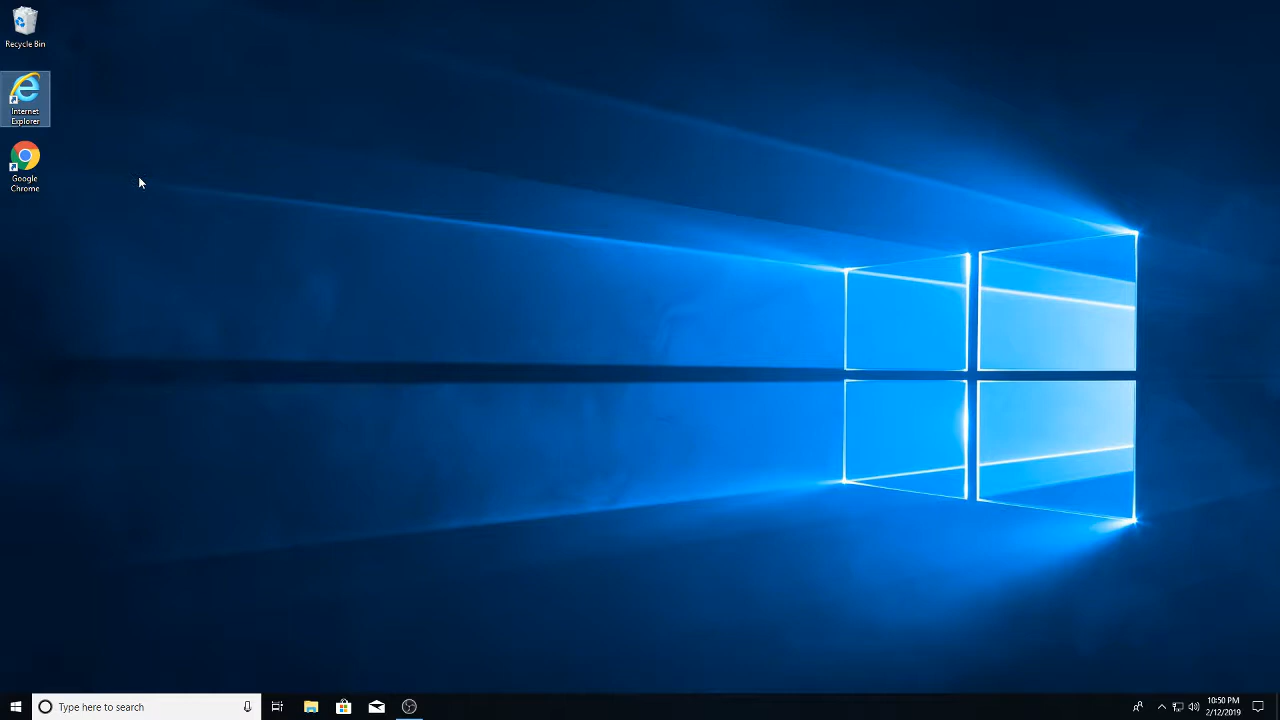 Recycle Bin
Internet
Explorer
Google
Chrome
Type here to search
10:50 PM
2/12/2019